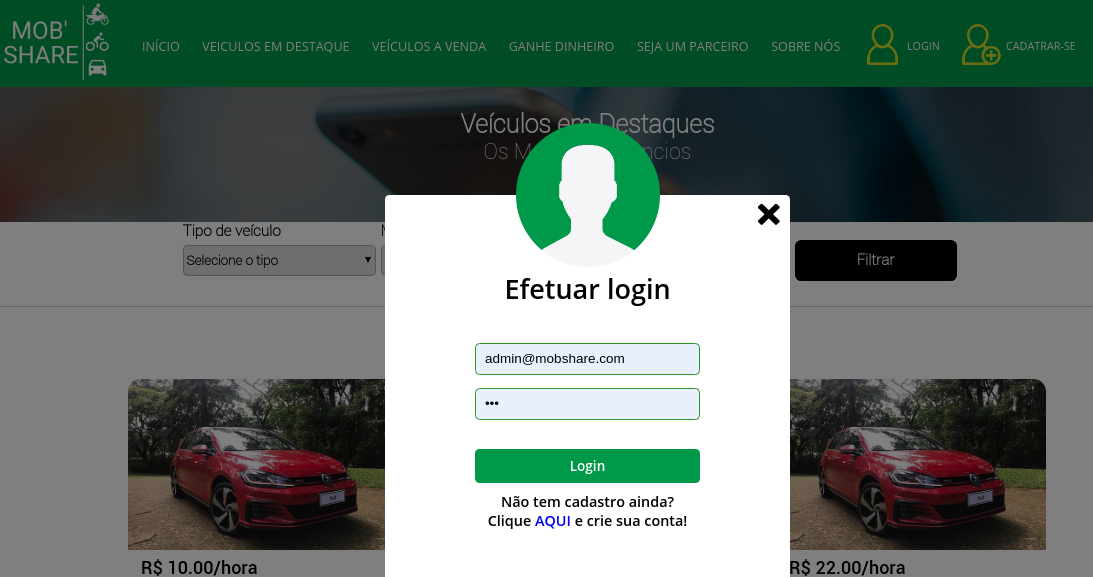 MOB'
SHARE
INÍCIO
VEICULOS EM DESTAQUE
VEÍCULOS A VENDA
GANHE DINHEIRO
SEJA UM PARCEIRO
SOBRE NÓS
LOGIN
CADATRAR-SE
Veículos em Destaques
Os
Tipo de veículo
Selecione o tipo
Filtrar
Efetuar login
admin@mobshare.com
•••
Login
Não tem cadastro ainda?
Clique AQUI e crie sua conta!
R$ 10.00/hora
R$ 22.00/hora